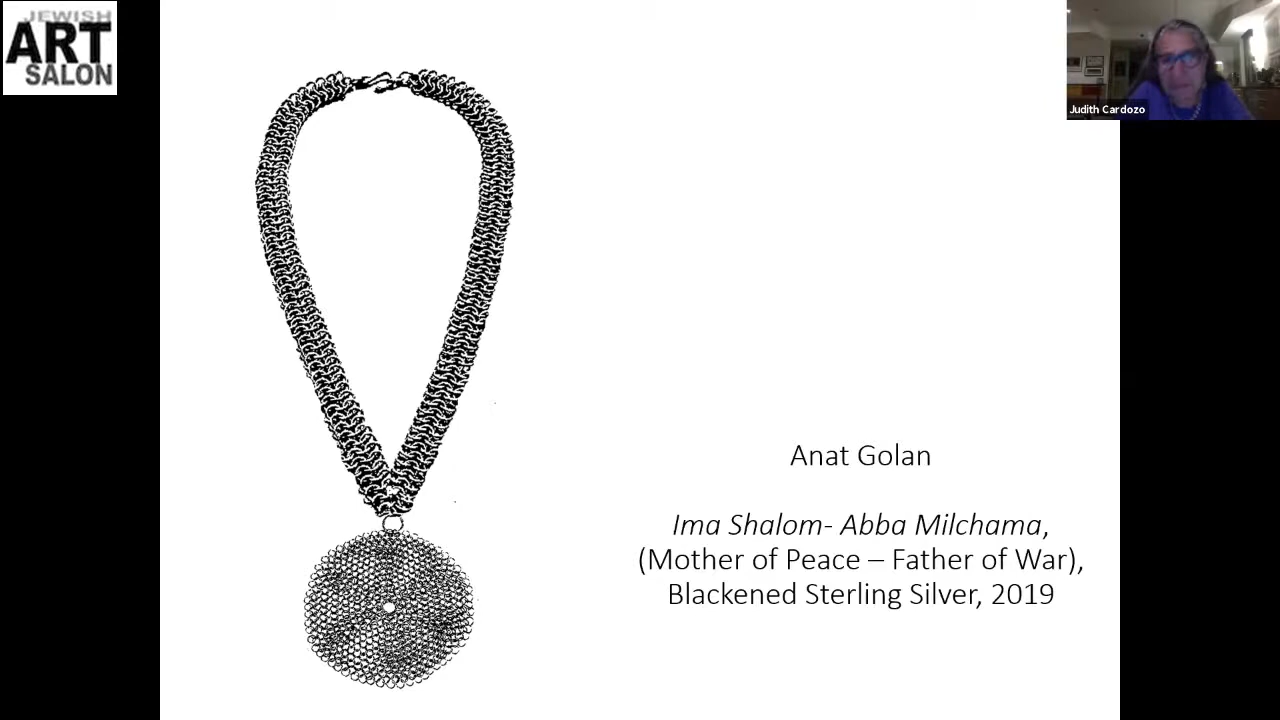 JEWISH
ART
SALON
Judith Cardozo
Anat Golan
Ima Shalom- Abba Milchama,
(Mother of Peace – Father of War),
Blackened Sterling Silver, 2019